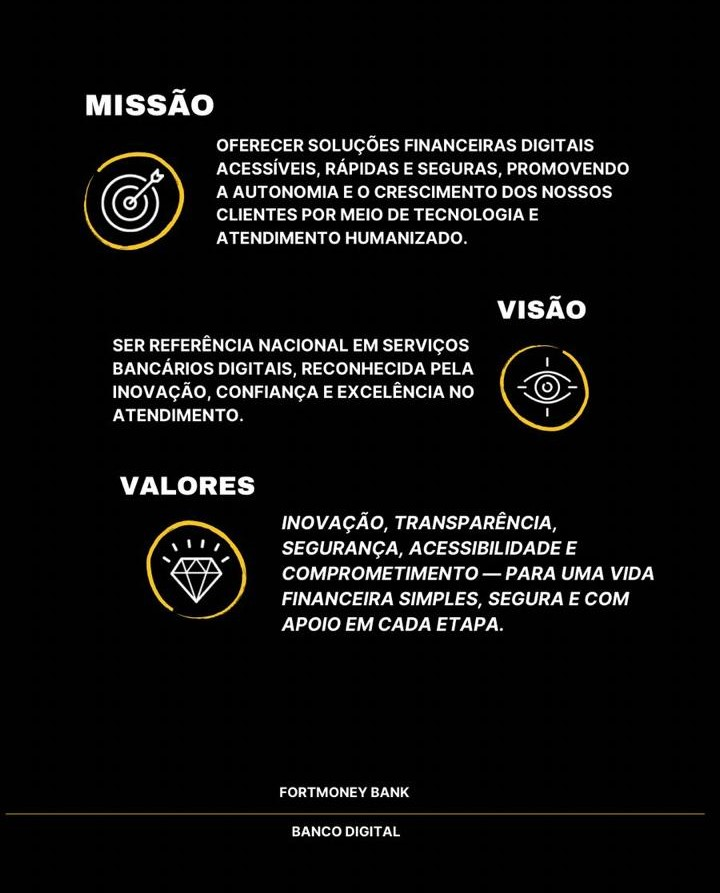 MISSÃO
OFERECER SOLUÇÕES FINANCEIRAS DIGITAIS
ACESSÍVEIS, RÁPIDAS E SEGURAS, PROMOVENDO
A AUTONOMIA E O CRESCIMENTO DOS NOSSOS
CLIENTES POR MEIO DE TECNOLOGIA E
ATENDIMENTO HUMANIZADO.
VISÃO
SER REFERÊNCIA NACIONAL EM SERVIÇOS
BANCÁRIOS DIGITAIS, RECONHECIDA PELA
INOVAÇÃO, CONFIANÇA E EXCELÊNCIA NO
ATENDIMENTO.
VALORES
INOVAÇÃO, TRANSPARÊNCIA,
SEGURANÇA, ACESSIBILIDADE E
COMPROMETIMENTO — PARA UMA VIDA
FINANCEIRA SIMPLES, SEGURA E COM
APOIO EM CADA ETAPA.
FORTMONEY BANK
BANCO DIGITAL